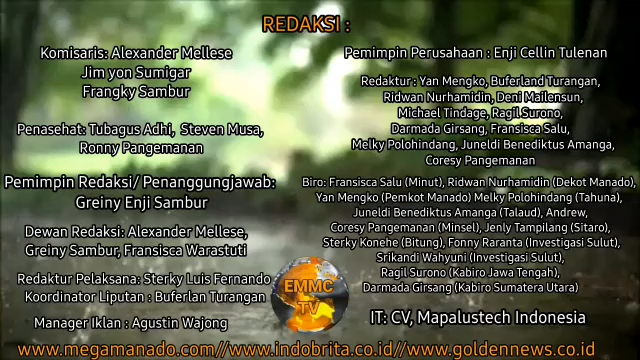 REDAKSI :
Komisaris: Alexander Mellese
Jim yon Sumigar
Frangky Sambur
Penasehat: Tubagus Adhi, Steven Musa,
Ronny Pangemanan
Pemimpin Redaksi/ Penanggungjawab:
Greiny Enji Sambur
Dewan Redaksi: Alexander Mellese,
Greiny Sambur, Fransisca Warastuti
Redaktur Pelaksana: Sterky Luis Fernando
Koordinator Liputan : Buferlan Turangan
Manager Iklan : Agustin Wajong
Pemimpin Perusahaan : Enji Cellin Tulenan
Redaktur : Yan Mengko, Buferland Turangan,
Ridwan Nurhamidin, Deni Mailensun,
Michael Tindage, Ragil Surono,
Darmada Girsang, Fransisca Salu,
Melky Polohindang, Juneldi Benediktus Amanga,
Coresy Pangemanan
Biro: Fransisca Salu (Minut), Ridwan Nurhamidin (Dekot Manado),
Yan Mengko (Pemkot Manado) Melky Polohindang (Tahuna),
Juneldi Benediktus Amanga (Talaud), Andrew,
Coresy Pangemanan (Minsel), Jenly Tampilang (Sitaro),
Sterky Konehe (Bitung), Fonny Raranta (Investigasi Sulut),
Srikandi Wahyuni (Investigasi Sulut),
Ragil Surono (Kabiro Jawa Tengah),
Darmada Girsang (Kabiro Sumatera Utara)
EMMC
TV
IT: CV, Mapalustech Indonesia
www.megamanado.com//www.indobrita.co.id//www.goldennews.co.id